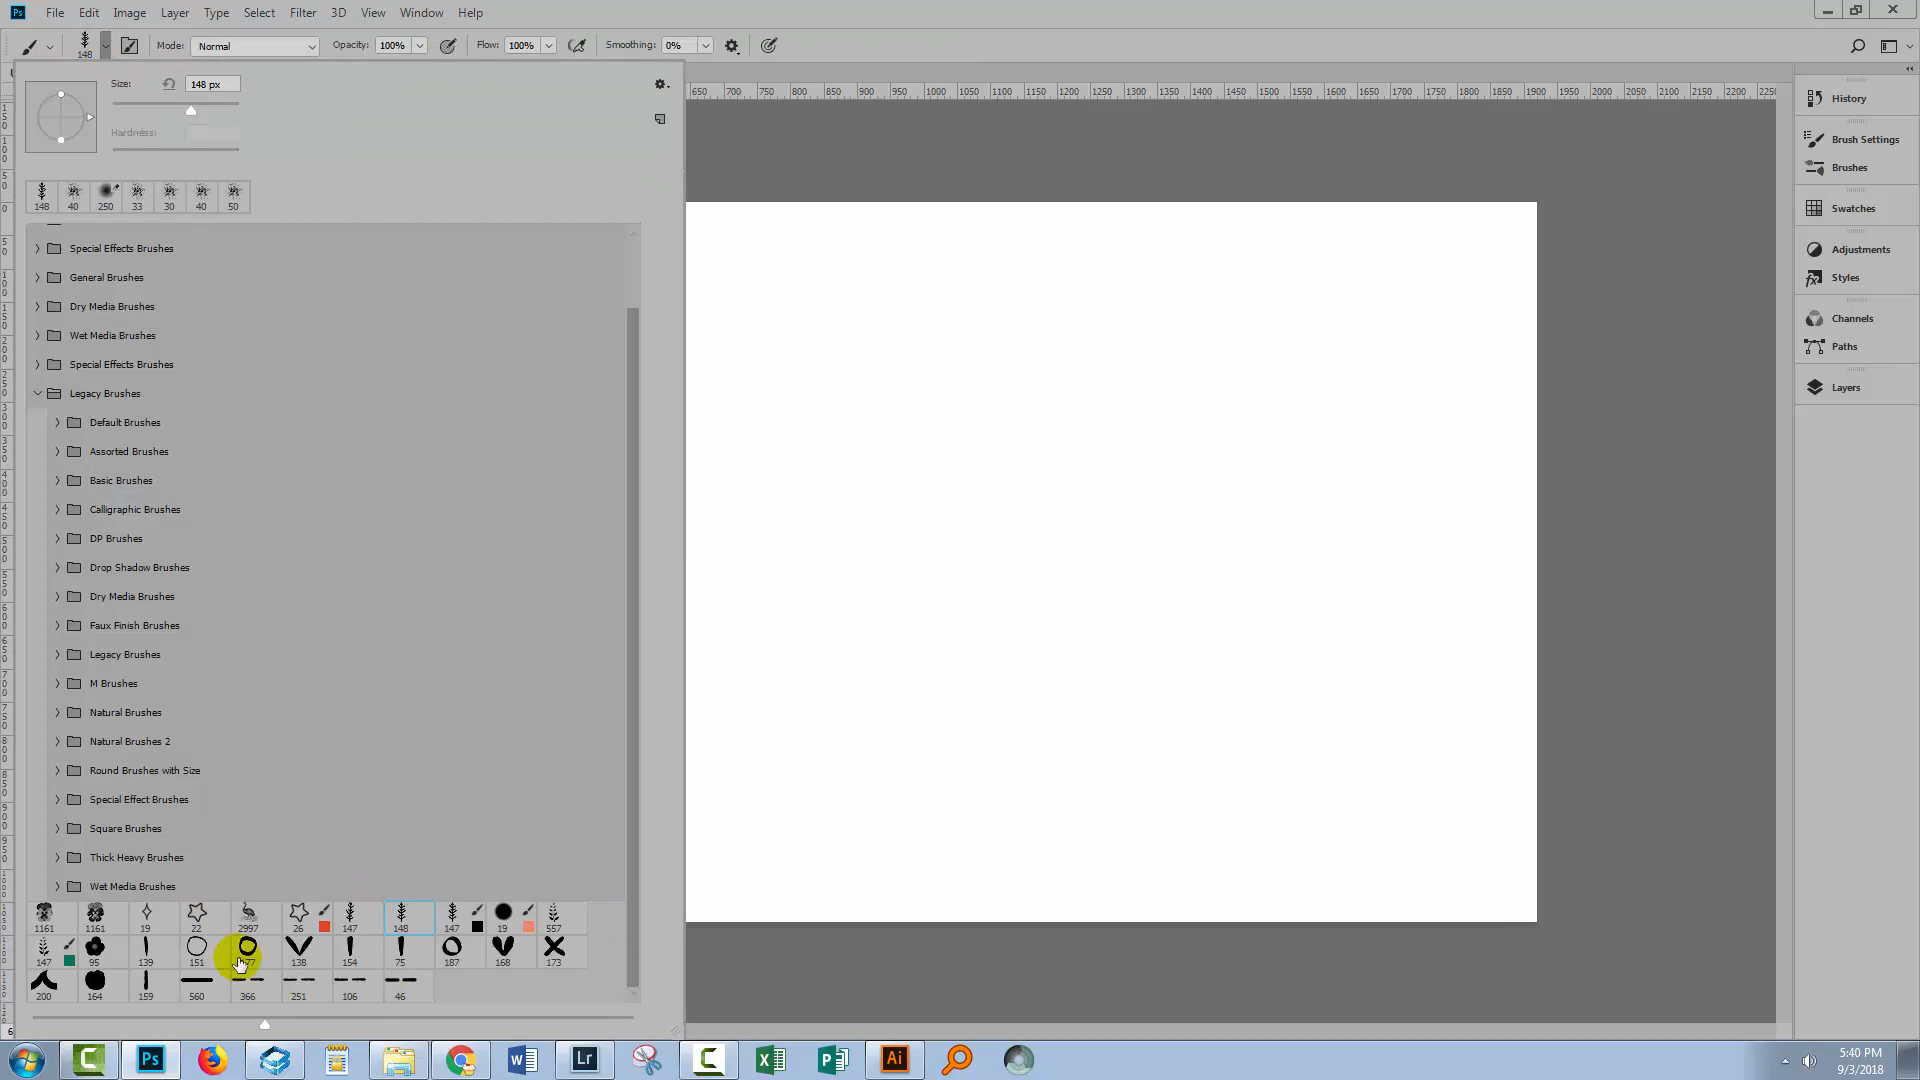 Ps File Edit Image Layer Type Select Filter 3D View Window Help
148 Mode: Normal Opacity: 100% Flow: 100% Smoothing: 0%
Size: 148 px
Hardness:
650 700 750 800 850 900 950 1000 1050 1100 1150 1200 1250 1300 1350 1400 1450 1500 1550 1600 1650 1700 1750 1800 1850 1900 1950 2000 2050 2100 2150 2200
148 40 250 33 30 40 50
Special Effects Brushes
General Brushes
Dry Media Brushes
Wet Media Brushes
Special Effects Brushes
Legacy Brushes
Default Brushes
Assorted Brushes
Basic Brushes
Calligraphic Brushes
DP Brushes
Drop Shadow Brushes
Dry Media Brushes
Faux Finish Brushes
Legacy Brushes
M Brushes
Natural Brushes
Natural Brushes 2
Round Brushes with Size
Special Effect Brushes
Square Brushes
Thick Heavy Brushes
Wet Media Brushes
1161 1161 19 22 2997 26 147 148 147 19 557
147 95 139 151 138 154 75 187 168 173
200 164 159 560 366 251 106 46
History
Brush Settings
Brushes
Swatches
Adjustments
Styles
Channels
Paths
Layers
Ps Lr Ai
5:40 PM
9/3/2018